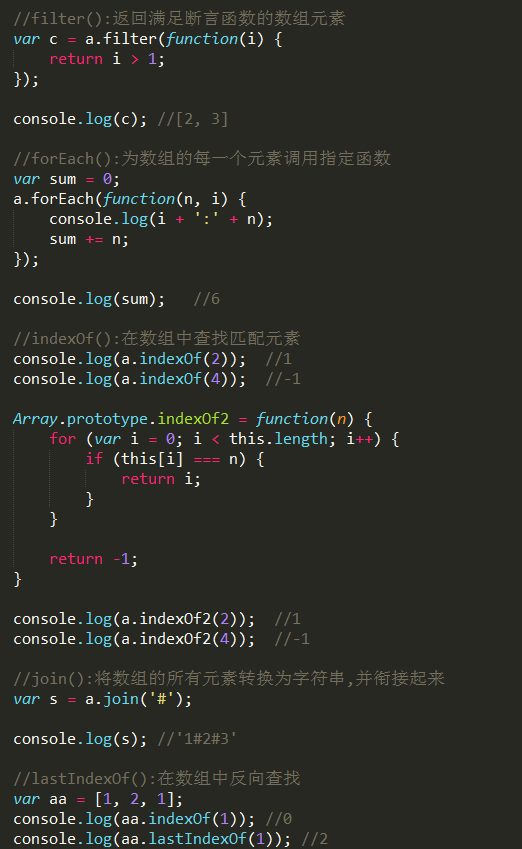 //filter():返回满足断言函数的数组元素
var c = a.filter(function(i) {
    return i > 1;
});

console.log(c); //[2, 3]

//forEach():为数组的每一个元素调用指定函数
var sum = 0;
a.forEach(function(n, i) {
    console.log(i + ':' + n);
    sum += n;
});

console.log(sum);   //6

//indexOf():在数组中查找匹配元素
console.log(a.indexOf(2));  //1
console.log(a.indexOf(4));  //-1

Array.prototype.indexOf2 = function(n) {
    for (var i = 0; i < this.length; i++) {
        if (this[i] === n) {
            return i;
        }
    }

    return -1;
}

console.log(a.indexOf2(2));  //1
console.log(a.indexOf2(4));  //-1

//join():将数组的所有元素转换为字符串,并衔接起来
var s = a.join('#');

console.log(s); //'1#2#3'

//lastIndexOf():在数组中反向查找
var aa = [1, 2, 1];
console.log(aa.indexOf(1)); //0
console.log(aa.lastIndexOf(1)); //2